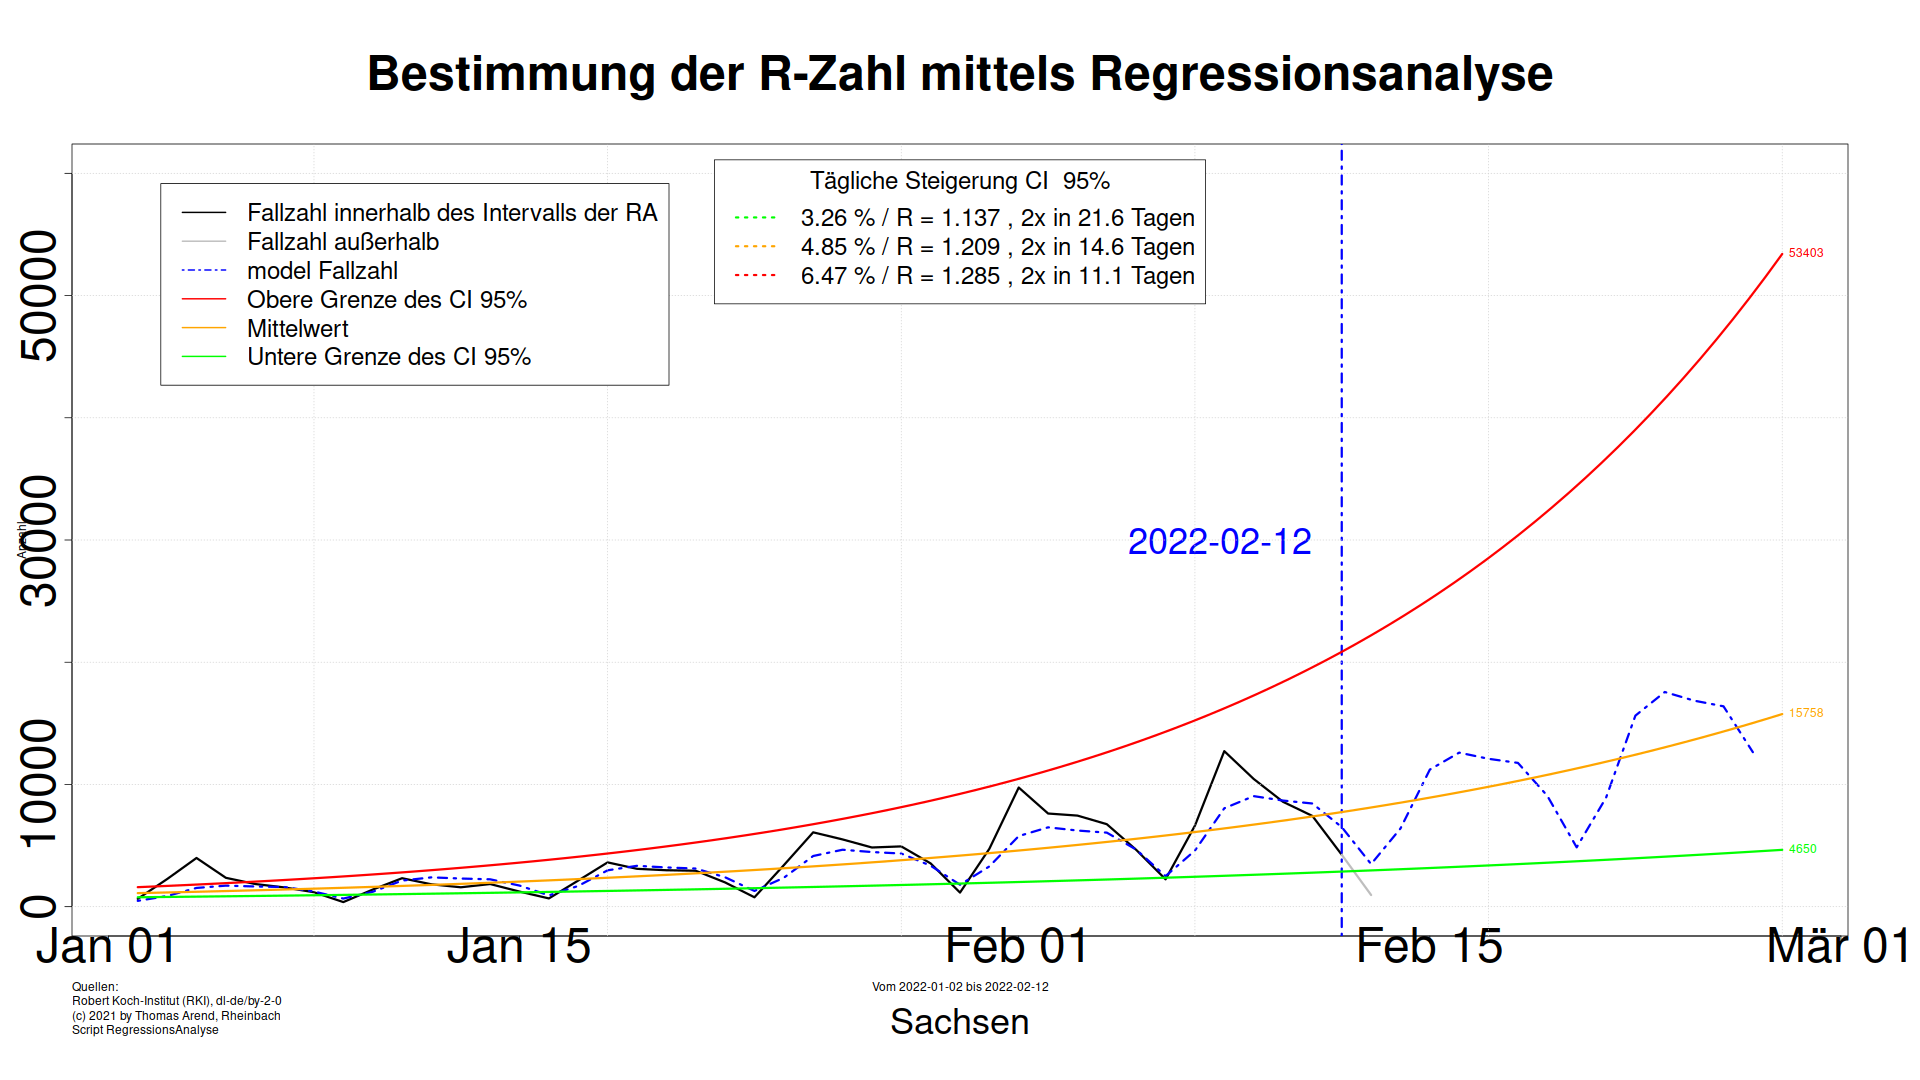 Bestimmung der R-Zahl mittels Regressionsanalyse
Fallzahl innerhalb des Intervalls der RA
Fallzahl außerhalb
model Fallzahl
Obere Grenze des CI 95%
Mittelwert
Untere Grenze des CI 95%
Tägliche Steigerung CI  95%
3.26 % / R = 1.137 , 2x in 21.6 Tagen
4.85 % / R = 1.209 , 2x in 14.6 Tagen
6.47 % / R = 1.285 , 2x in 11.1 Tagen
53403
15758
4650
2022-02-12
50000
30000
10000
0
Anzahl
Jan 01
Jan 15
Feb 01
Feb 15
Mär 01
Quellen:
Robert Koch-Institut (RKI), dl-de/by-2-0
(c) 2021 by Thomas Arend, Rheinbach
Script RegressionsAnalyse
Vom 2022-01-02 bis 2022-02-12
Sachsen